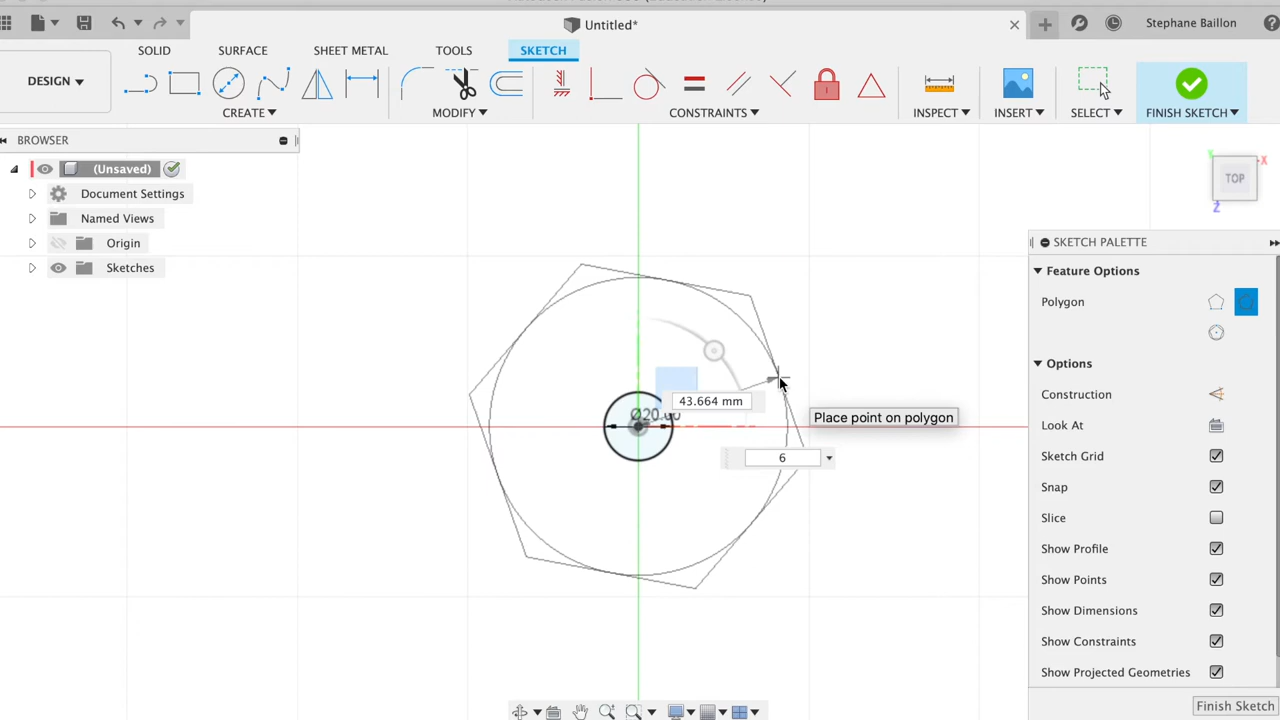 Untitled*
Stephane Baillon
SOLID SURFACE SHEET METAL TOOLS SKETCH
DESIGN
CREATE MODIFY CONSTRAINTS INSPECT INSERT SELECT FINISH SKETCH
BROWSER
(Unsaved)
Document Settings
Named Views
Origin
Sketches
TOP
X
Z
SKETCH PALETTE
Feature Options
Polygon
Options
Construction
Look At
Sketch Grid
Snap
Slice
Show Profile
Show Points
Show Dimensions
Show Constraints
Show Projected Geometries
Finish Sketch
43.664 mm
Place point on polygon
6